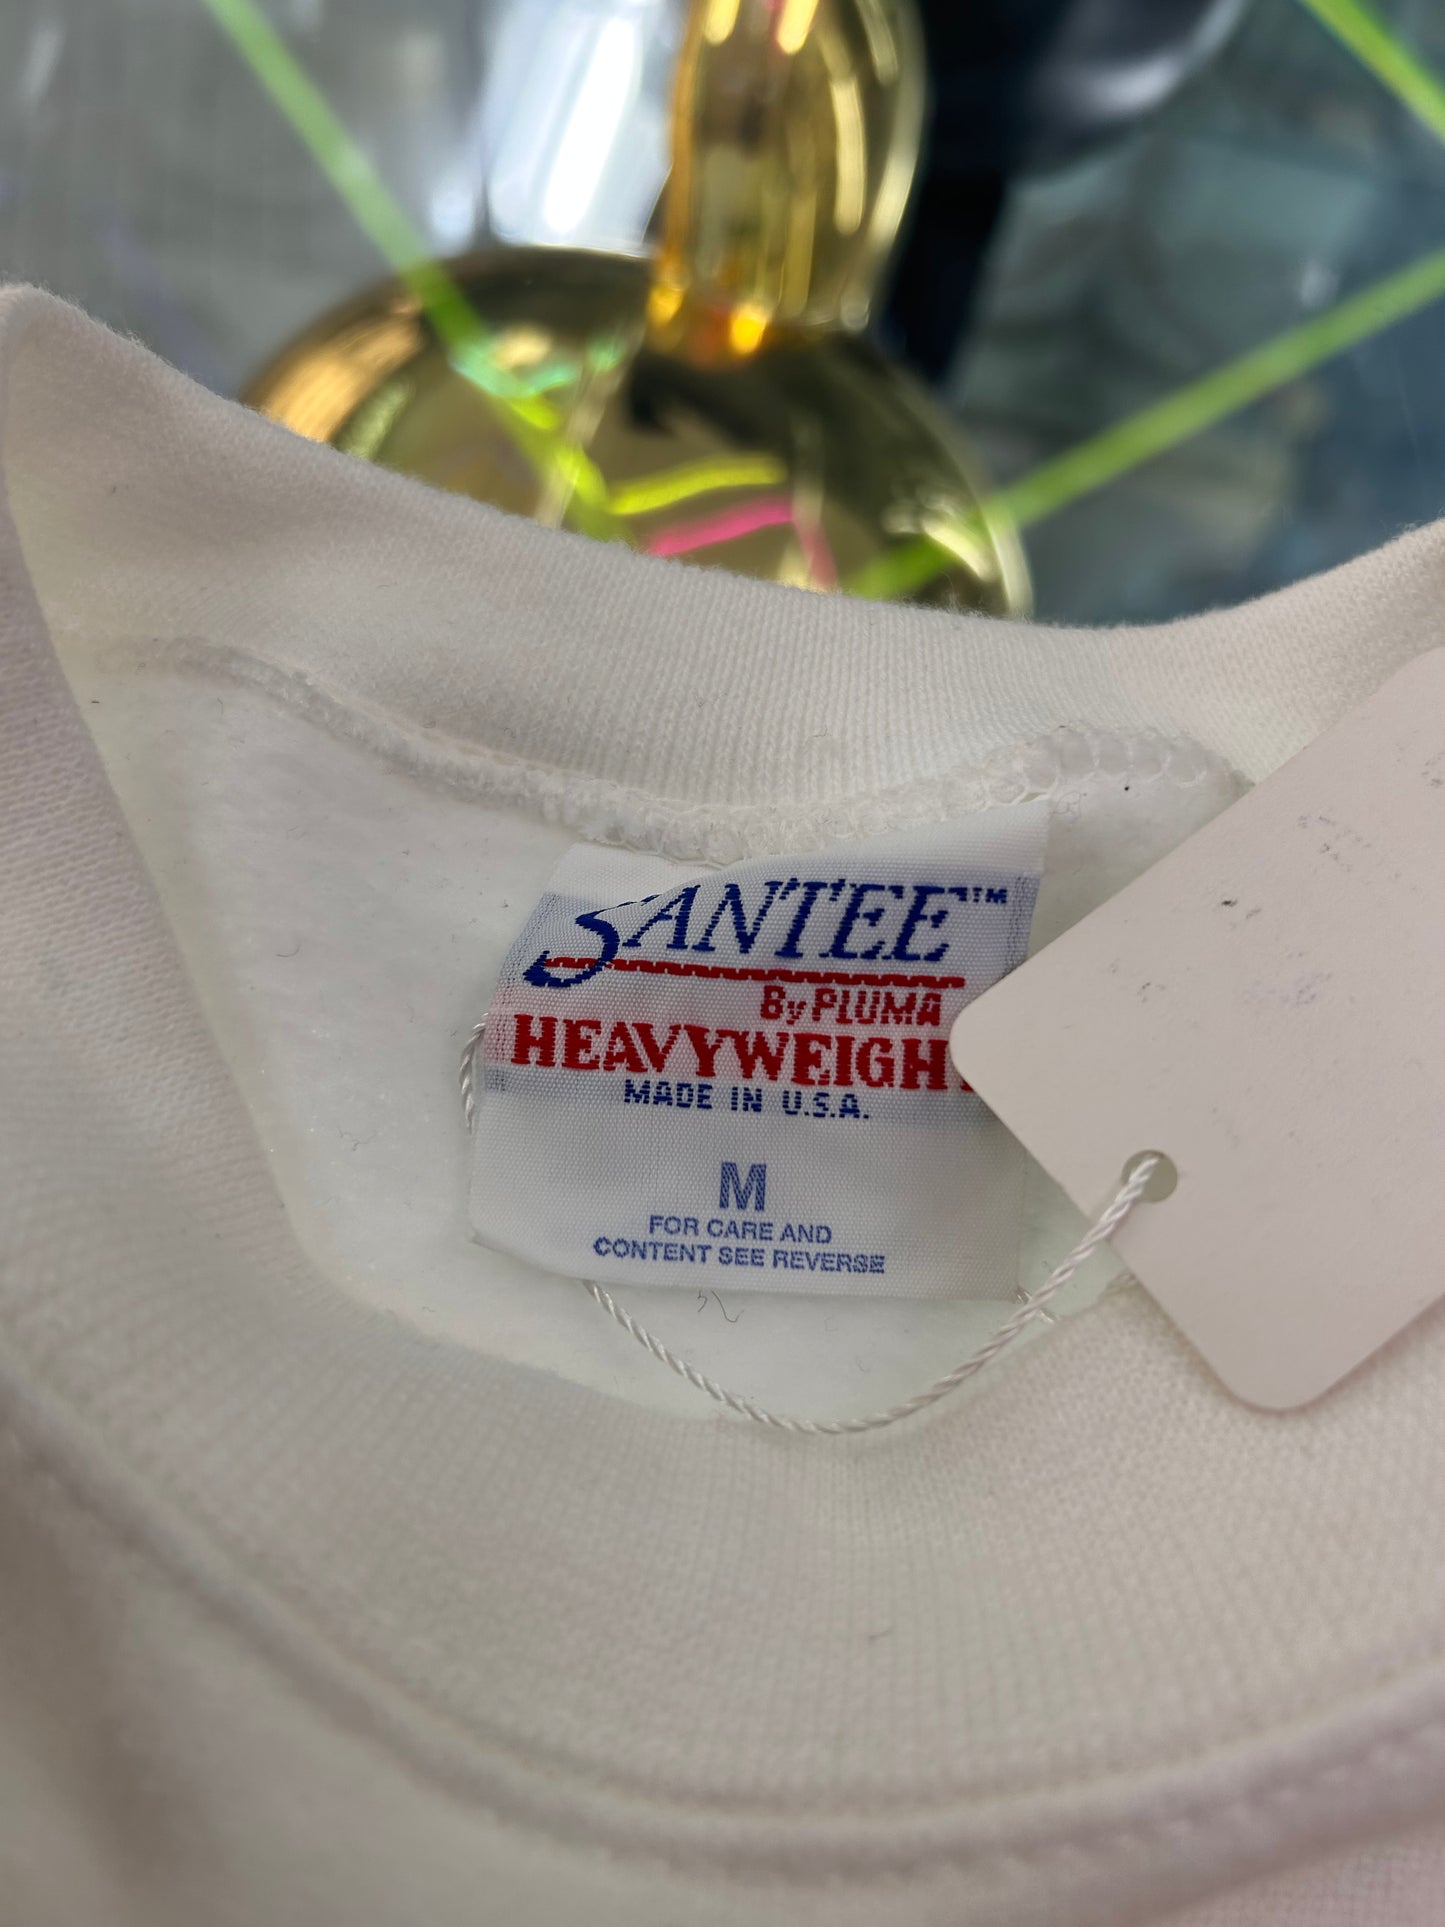 SANTEE™
By PLUMA
HEAVYWEIGHT
MADE IN U.S.A.
M
FOR CARE AND
CONTENT SEE REVERSE